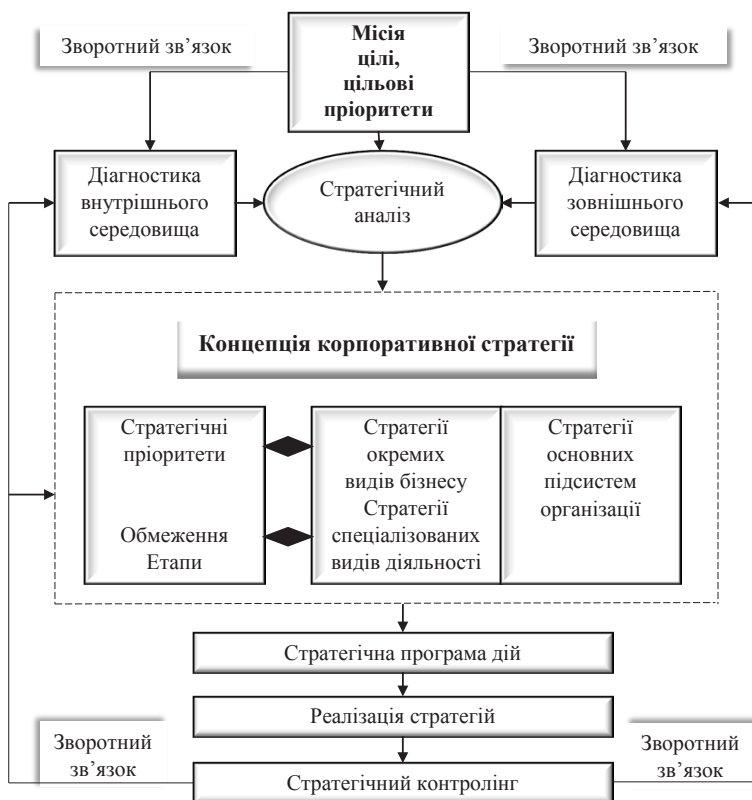 Зворотний зв’язок
Місія
цілі,
цільові
пріоритети
Зворотний зв’язок
Діагностика
внутрішнього
середовища
Стратегічний
аналіз
Діагностика
зовнішнього
середовища
Концепція корпоративної стратегії
Стратегічні
пріоритети
Обмеження
Етапи
Стратегії
окремих
видів бізнесу
Стратегії
спеціалізованих
видів діяльності
Стратегії
основних
підсистем
організації
Стратегічна програма дій
Реалізація стратегій
Зворотний
зв’язок
Стратегічний контролінг
Зворотний
зв’язок